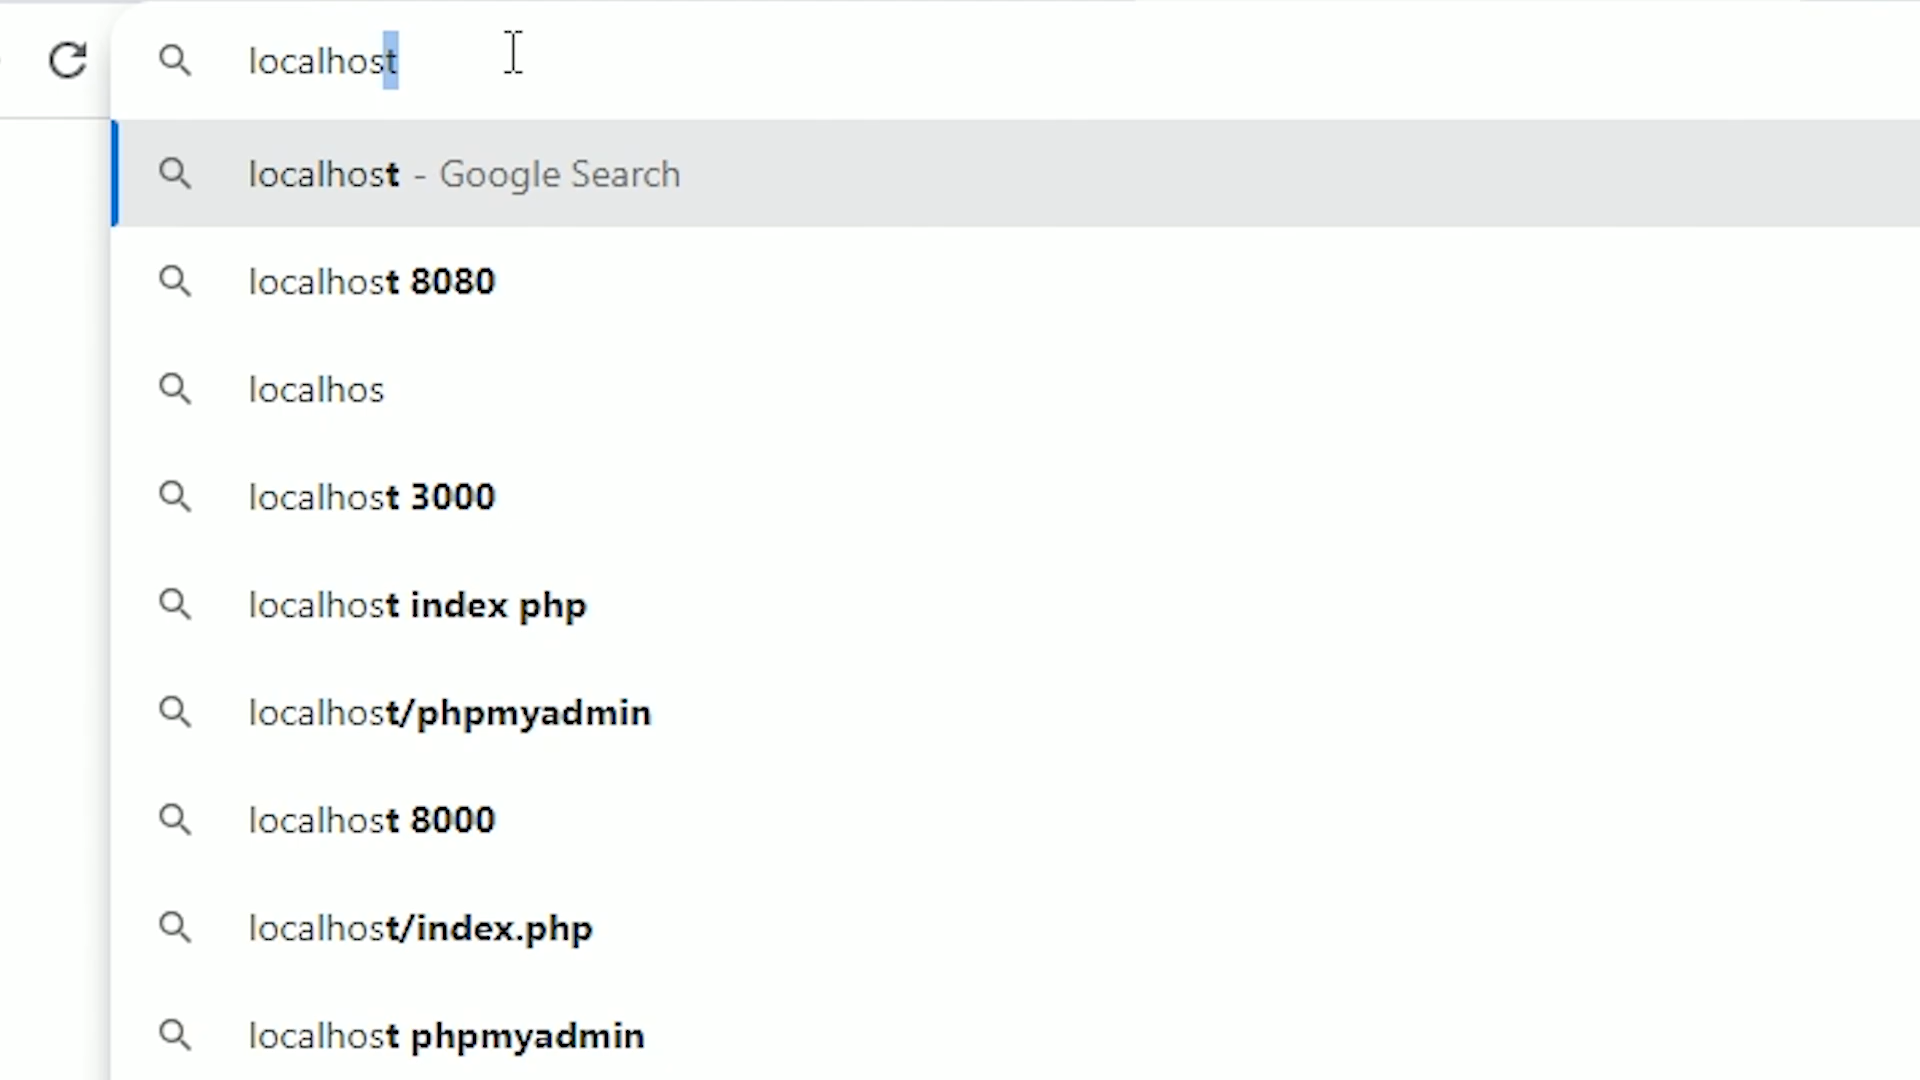 localhost
localhost - Google Search
localhost 8080
localhos
localhost 3000
localhost index php
localhost/phpmyadmin
localhost 8000
localhost/index.php
localhost phpmyadmin